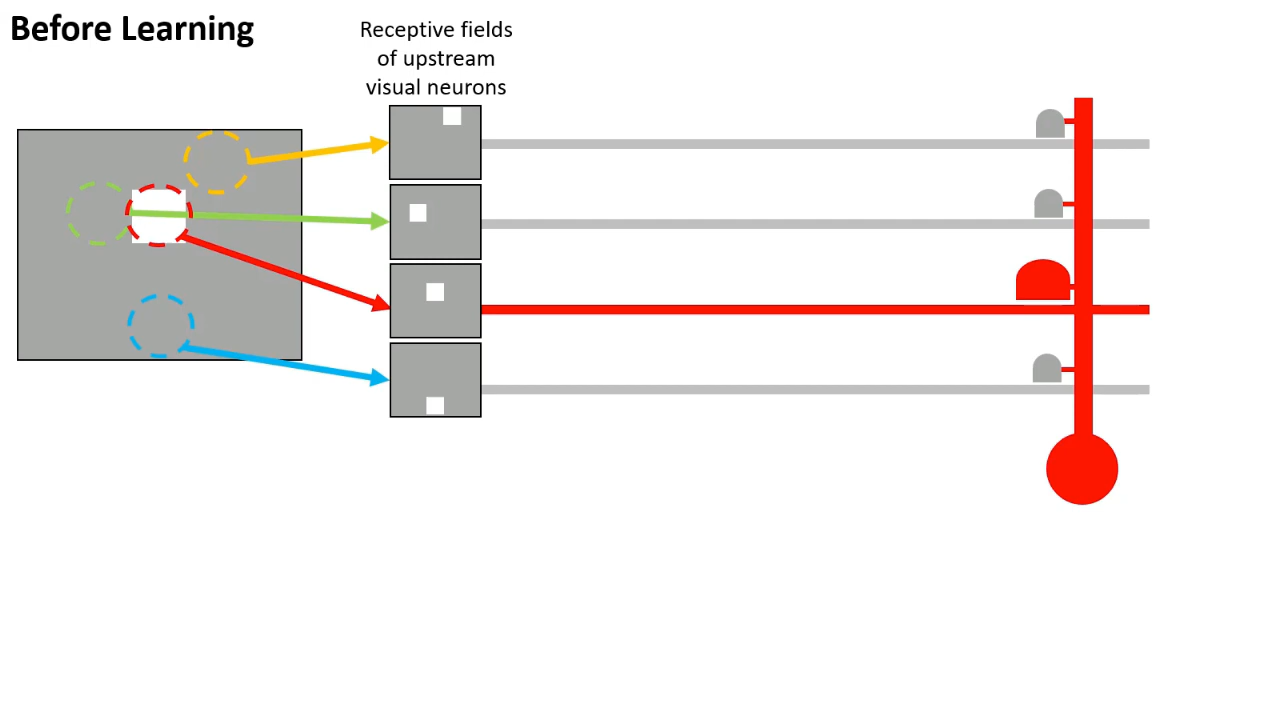 Before Learning
Receptive fields
of upstream
visual neurons